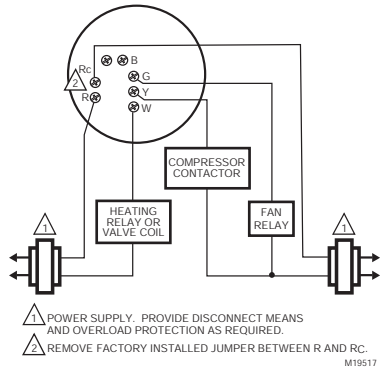 B
Rc
G
2
Y
R
W
COMPRESSOR
CONTACTOR
1
HEATING
RELAY OR
VALVE COIL
FAN
RELAY
1
1 POWER SUPPLY. PROVIDE DISCONNECT MEANS
AND OVERLOAD PROTECTION AS REQUIRED.
2 REMOVE FACTORY INSTALLED JUMPER BETWEEN R AND RC.
M19517